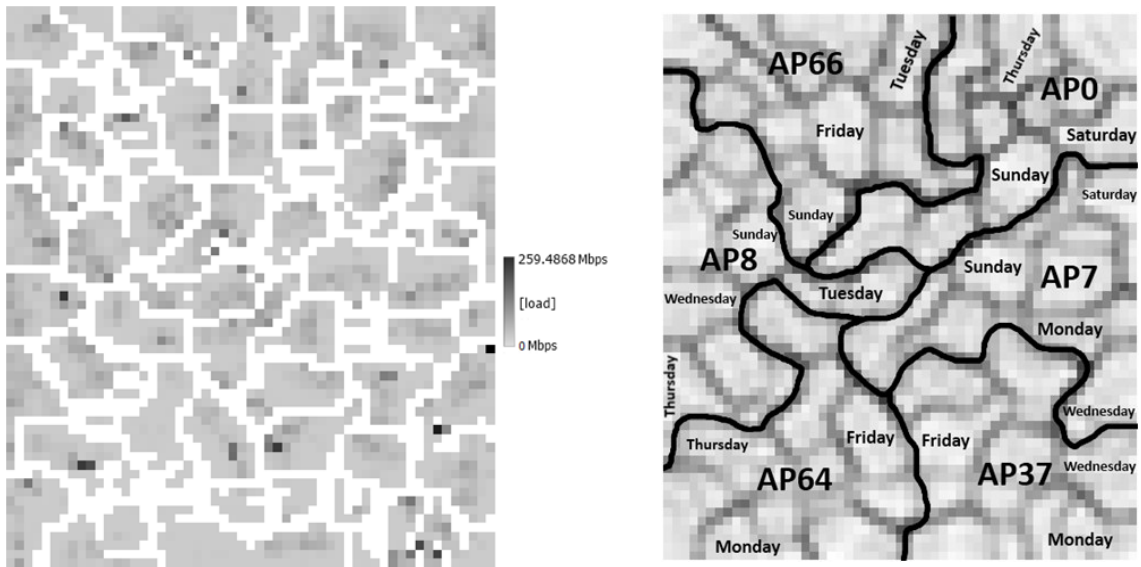 259.4868 Mbps
[load]
0 Mbps
Tuesday
Thursday
AP66
AP0
Friday
Saturday
Sunday
Saturday
Sunday
Sunday
AP8
Sunday
AP7
Wednesday
Tuesday
Monday
Thursday
Wednesday
Thursday
Friday
Friday
Wednesday
AP64
AP37
Monday
Monday